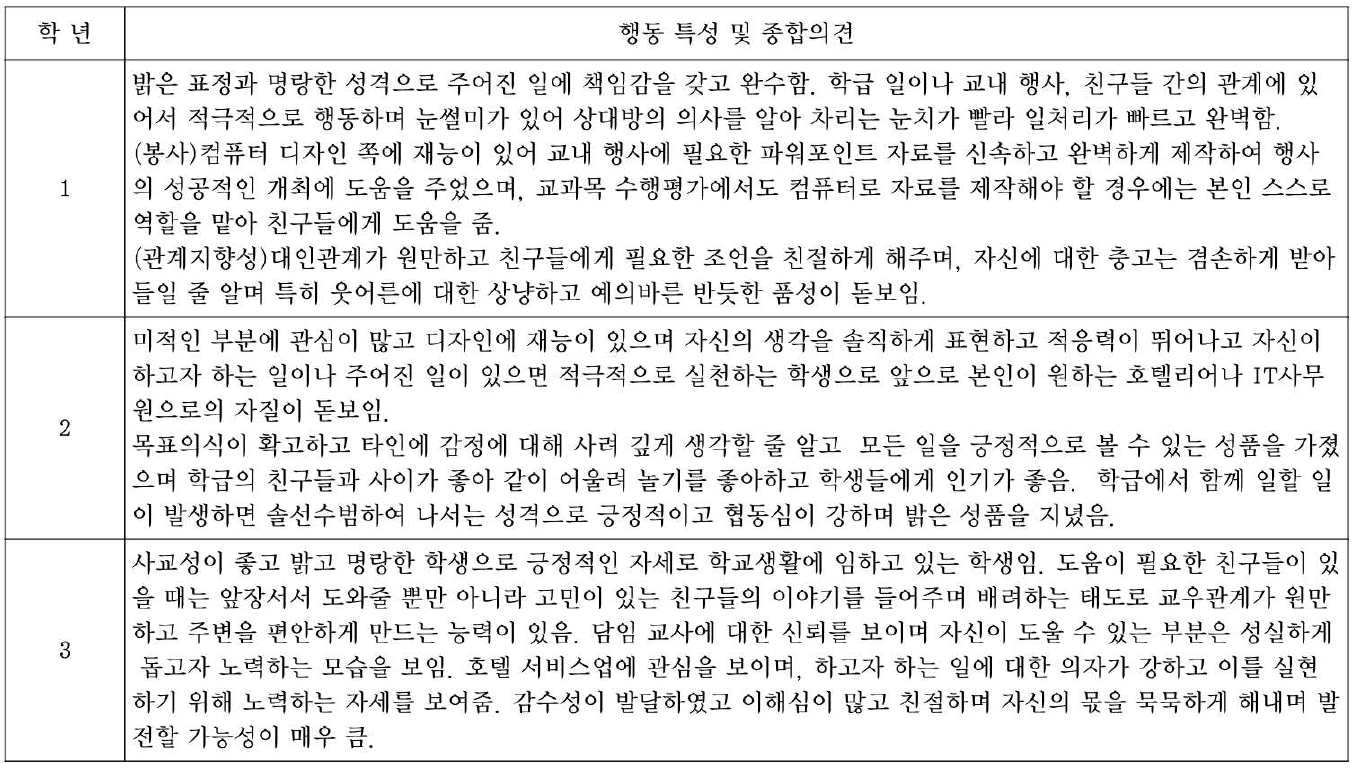 학 년 행동 특성 및 종합의견
1
밝은 표정과 명랑한 성격으로 주어진 일에 책임감을 갖고 완수함. 학급 일이나 교내 행사, 친구들 간의 관계에 있
어서 적극적으로 행동하며 눈썰미가 있어 상대방의 의사를 알아 차리는 눈치가 빨라 일처리가 빠르고 완벽함.
(봉사)컴퓨터 디자인 쪽에 재능이 있어 교내 행사에 필요한 파워포인트 자료를 신속하고 완벽하게 제작하여 행사
의 성공적인 개최에 도움을 주었으며, 교과목 수행평가에서도 컴퓨터로 자료를 제작해야 할 경우에는 본인 스스로
역할을 맡아 친구들에게 도움을 줌.
(관계지향성)대인관계가 원만하고 친구들에게 필요한 조언을 친절하게 해주며, 자신에 대한 충고는 겸손하게 받아
들일 줄 알며 특히 웃어른에 대한 상냥하고 예의바른 반듯한 품성이 돋보임.
2
미적인 부분에 관심이 많고 디자인에 재능이 있으며 자신의 생각을 솔직하게 표현하고 적응력이 뛰어나고 자신이
하고자 하는 일이나 주어진 일이 있으면 적극적으로 실천하는 학생으로 앞으로 본인이 원하는 호텔리어나 IT사무
원으로의 자질이 돋보임.
목표의식이 확고하고 타인에 감정에 대해 사려 깊게 생각할 줄 알고 모든 일을 긍정적으로 볼 수 있는 성품을 가졌
으며 학급의 친구들과 사이가 좋아 같이 어울려 놀기를 좋아하고 학생들에게 인기가 좋음. 학급에서 함께 일할 일
이 발생하면 솔선수범하여 나서는 성격으로 긍정적이고 협동심이 강하며 밝은 성품을 지녔음.
3
사교성이 좋고 밝고 명랑한 학생으로 긍정적인 자세로 학교생활에 임하고 있는 학생임. 도움이 필요한 친구들이 있
을 때는 앞장서서 도와줄 뿐만 아니라 고민이 있는 친구들의 이야기를 들어주며 배려하는 태도로 교우관계가 원만
하고 주변을 편안하게 만드는 능력이 있음. 담임 교사에 대한 신뢰를 보이며 자신이 도울 수 있는 부분은 성실하게
돕고자 노력하는 모습을 보임. 호텔 서비스업에 관심을 보이며, 하고자 하는 일에 대한 의자가 강하고 이를 실현
하기 위해 노력하는 자세를 보여줌. 감수성이 발달하였고 이해심이 많고 친절하며 자신의 몫을 묵묵하게 해내며 발
전할 가능성이 매우 큼.